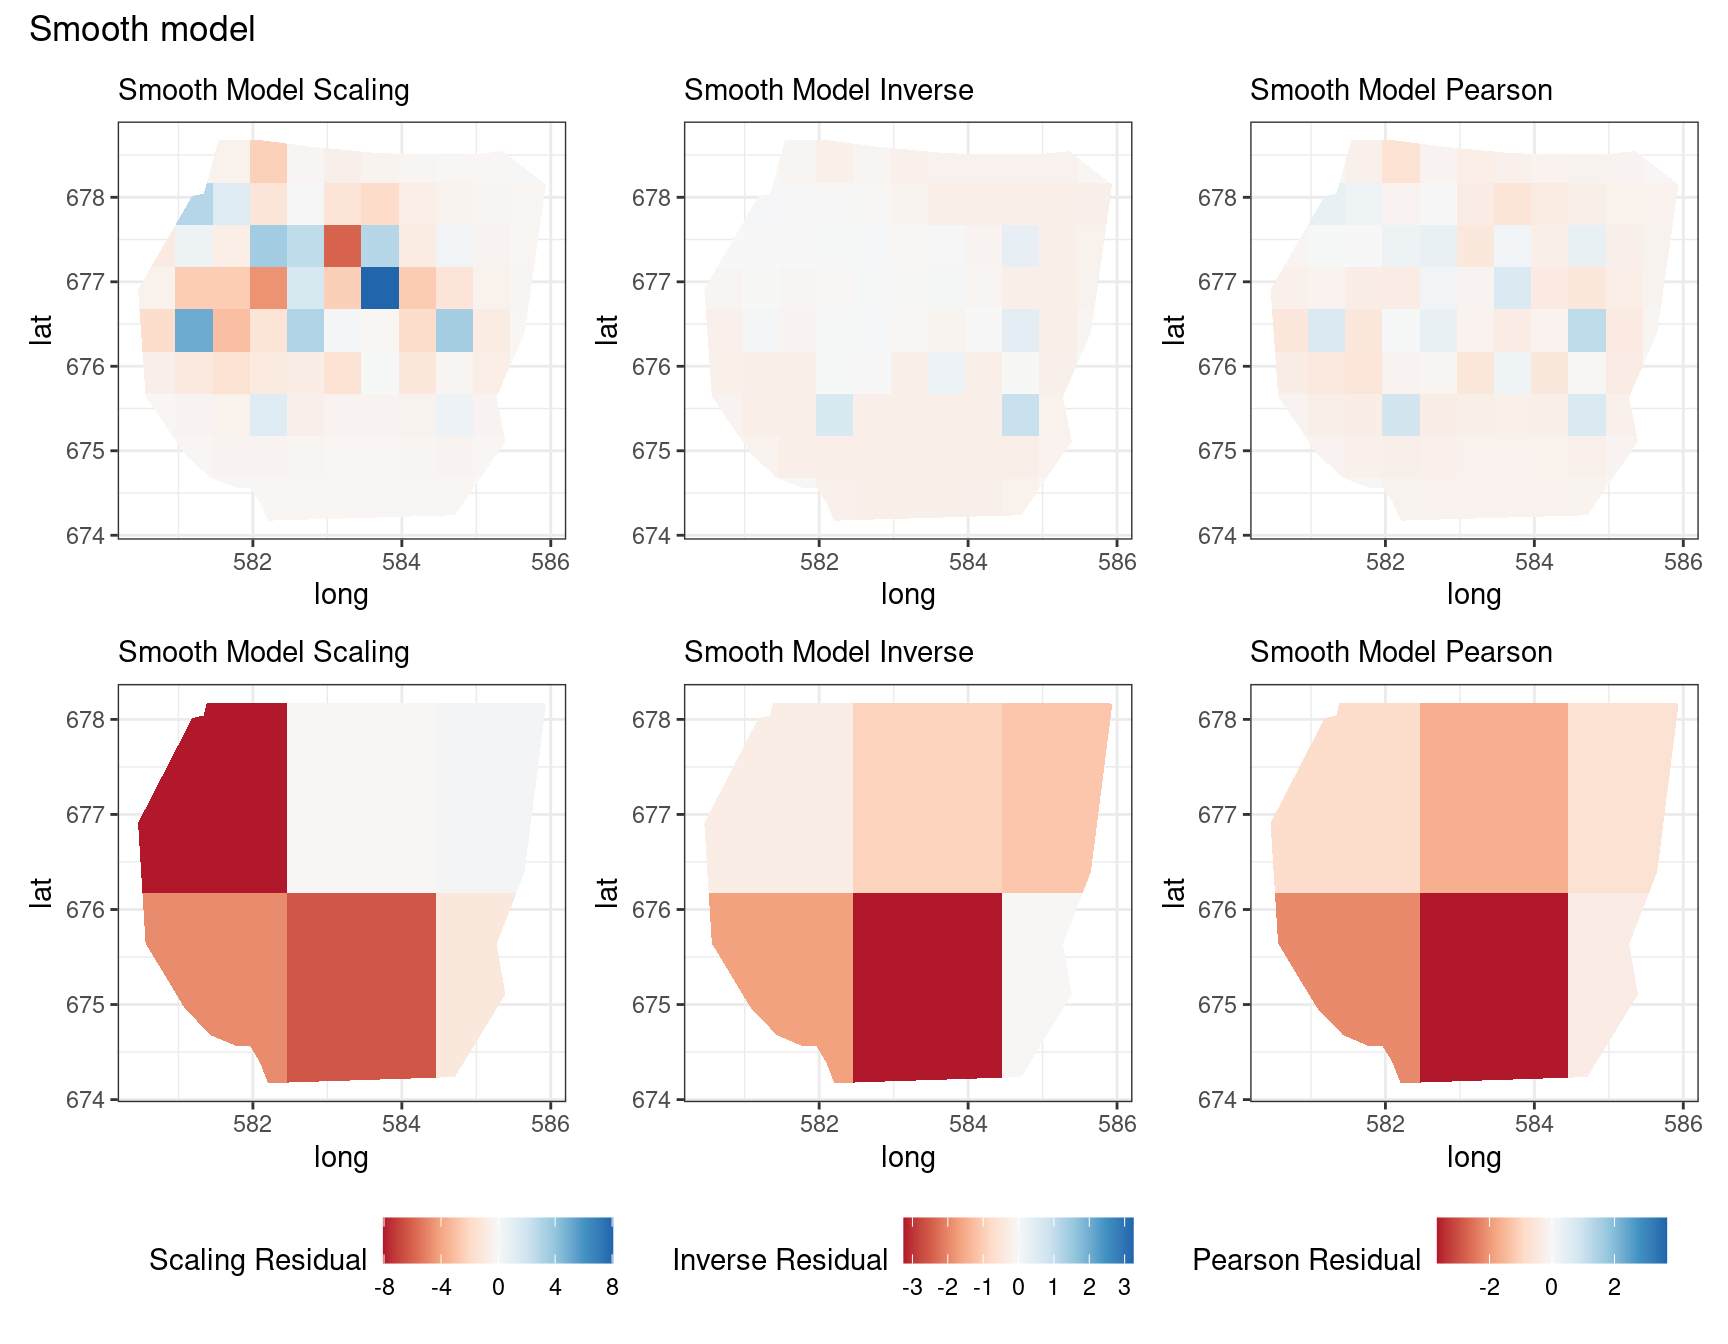 Smooth model
Smooth Model Scaling
Smooth Model Inverse
Smooth Model Pearson
678
677
676
675
674
lat
582
584
586
long
678
677
676
675
674
lat
582
584
586
long
678
677
676
675
674
lat
582
584
586
long
Smooth Model Scaling
Smooth Model Inverse
Smooth Model Pearson
678
677
676
675
674
lat
582
584
586
long
678
677
676
675
674
lat
582
584
586
long
678
677
676
675
674
lat
582
584
586
long
Scaling Residual
-8 -4 0 4 8
Inverse Residual
-3 -2 -1 0 1 2 3
Pearson Residual
-2 0 2